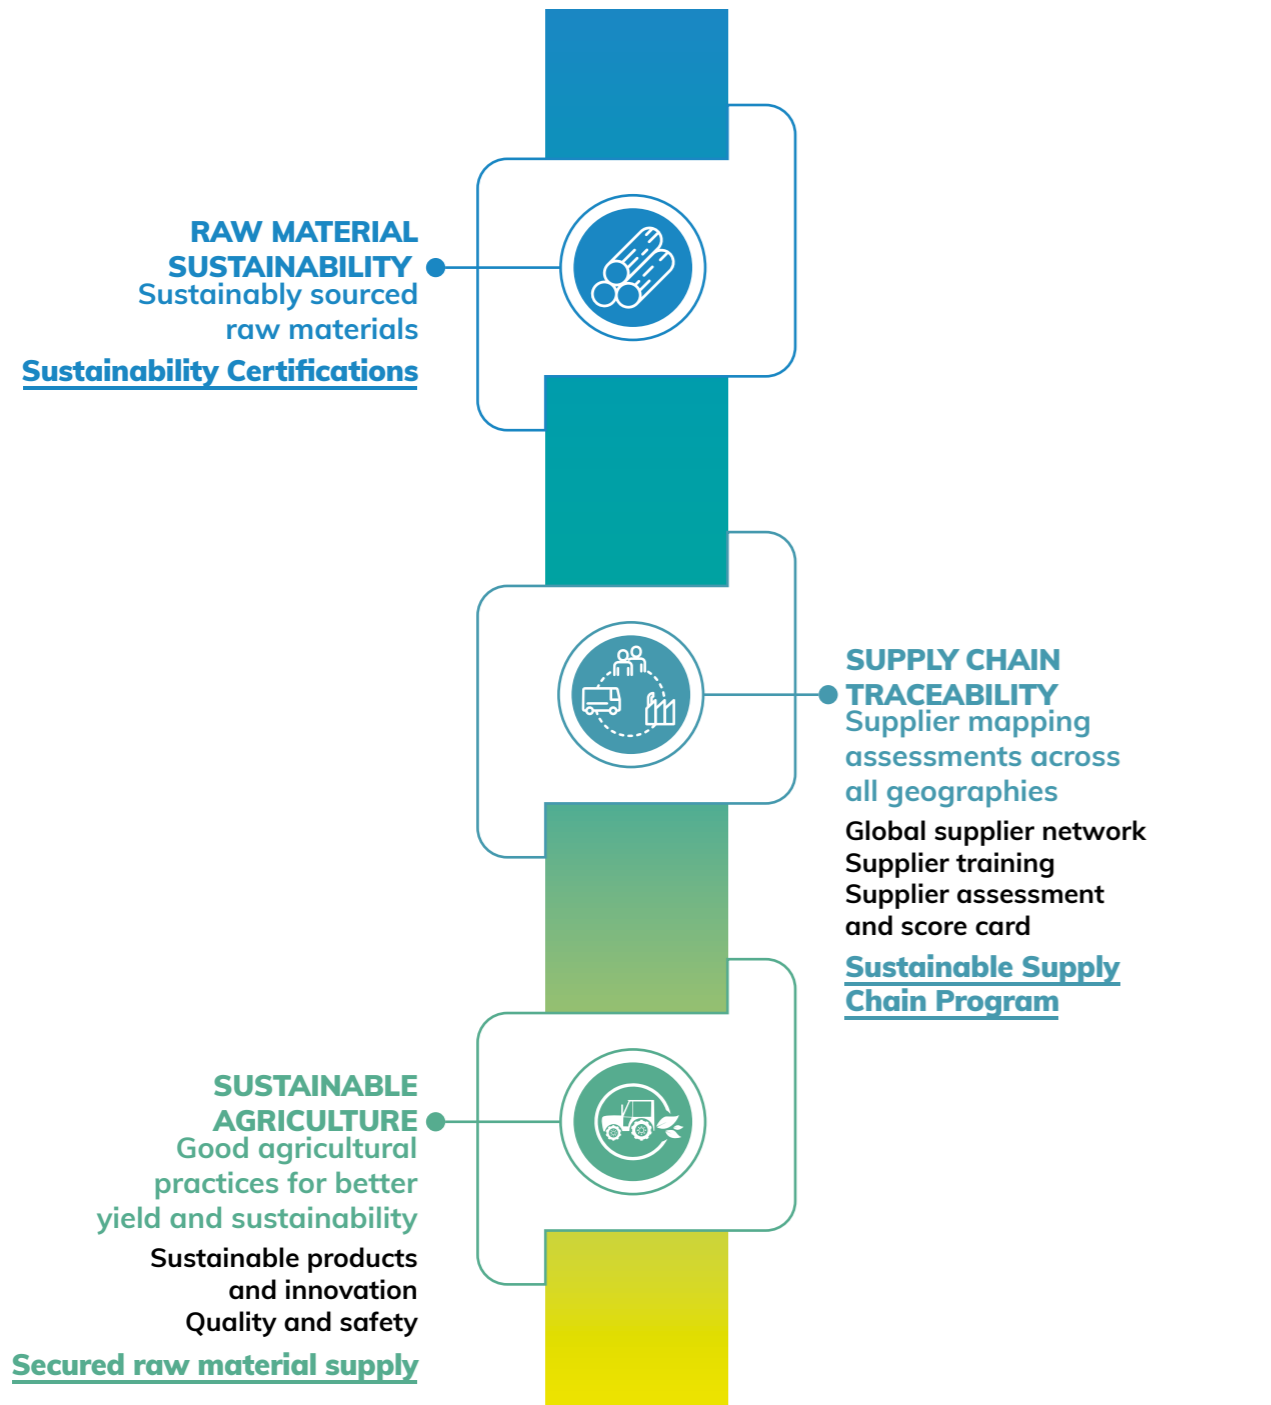 RAW MATERIAL
SUSTAINABILITY
Sustainably sourced
raw materials
Sustainability Certifications
SUPPLY CHAIN
TRACEABILITY
Supplier mapping
assessments across
all geographies
Global supplier network
Supplier training
Supplier assessment
and score card
Sustainable Supply
Chain Program
SUSTAINABLE
AGRICULTURE
Good agricultural
practices for better
yield and sustainability
Sustainable products
and innovation
Quality and safety
Secured raw material supply